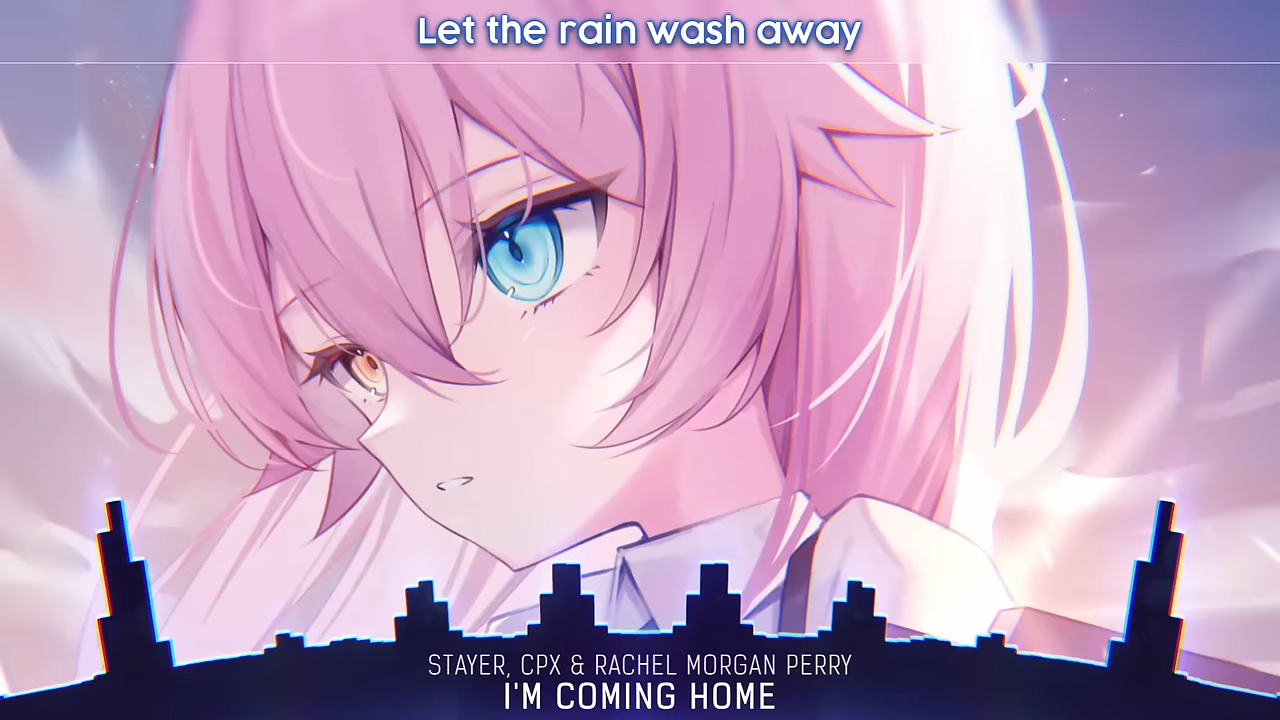 Let the rain wash away
STAYER, CPX & RACHEL MORGAN PERRY
I'M COMING HOME